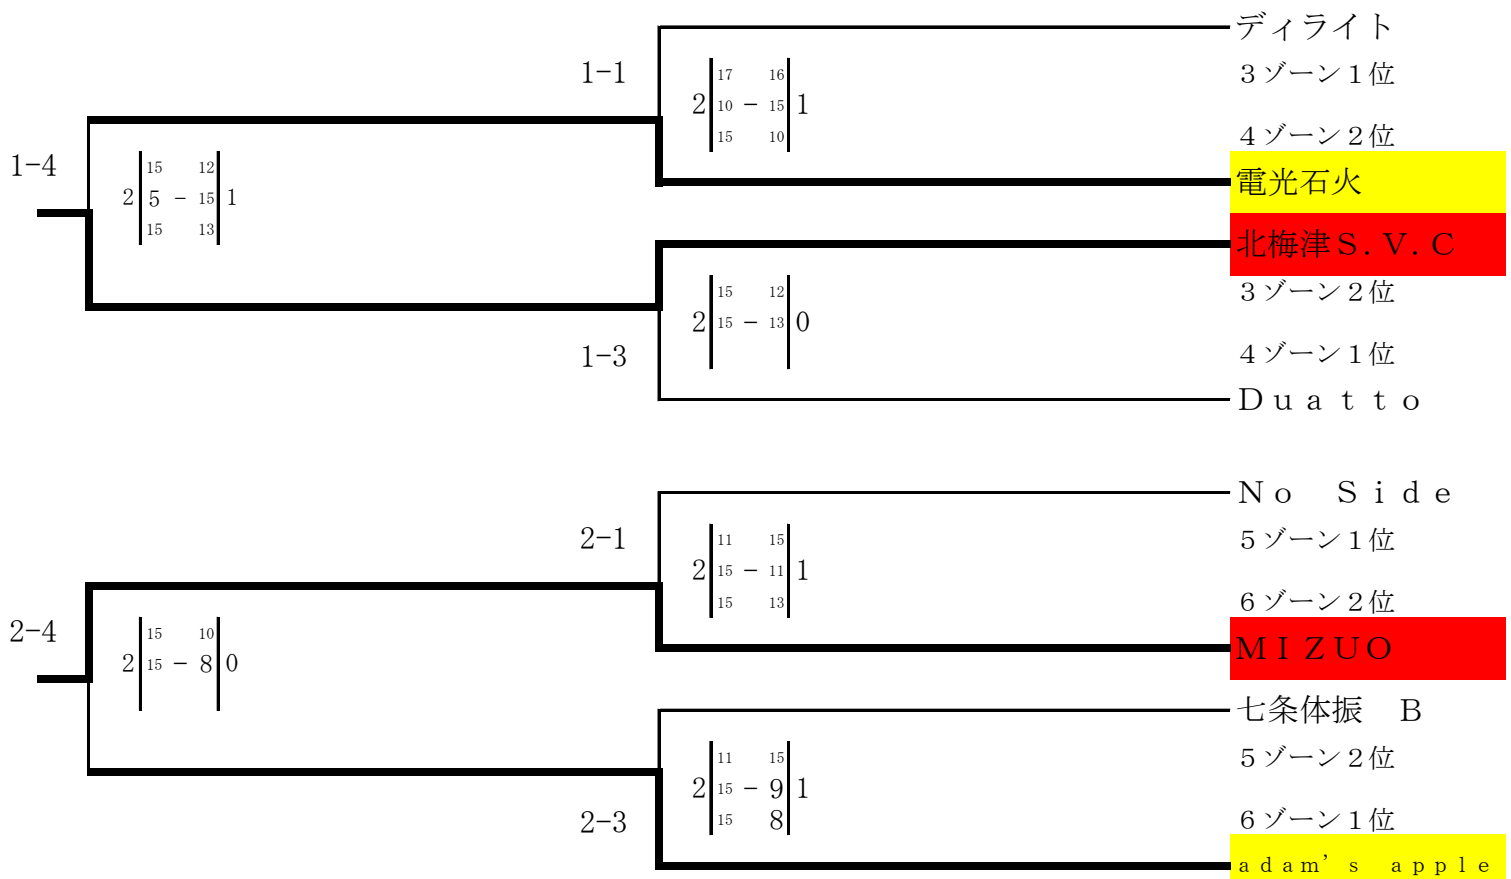 ディライト
1-1
３ゾーン１位
17 16
2 10 - 15 1
15 10
４ゾーン２位
1-4
15 12
2 5 - 15 1
15 13
電光石火
北梅津Ｓ．Ｖ．Ｃ
３ゾーン２位
15 12
2 15 - 13 0
1-3
４ゾーン１位
Ｄｕａｔｔｏ
Ｎｏ　Ｓｉｄｅ
2-1
５ゾーン１位
11 15
2 15 - 11 1
15 13
６ゾーン２位
2-4
15 10
2 15 - 8 0
ＭＩＺＵＯ
七条体振　Ｂ
５ゾーン２位
11 15
2 15 - 9 1
15 8
2-3
６ゾーン１位
ａｄａｍ’ｓ　ａｐｐｌｅ